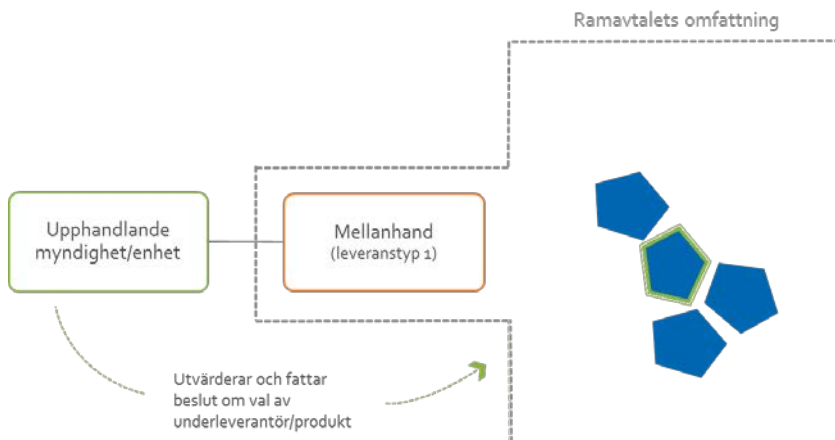 Ramavtalets omfattning
Upphandlande
myndighet/enhet
Mellanhand
(leveranstyp 1)
Utvärderar och fattar
beslut om val av
underleverantör/produkt